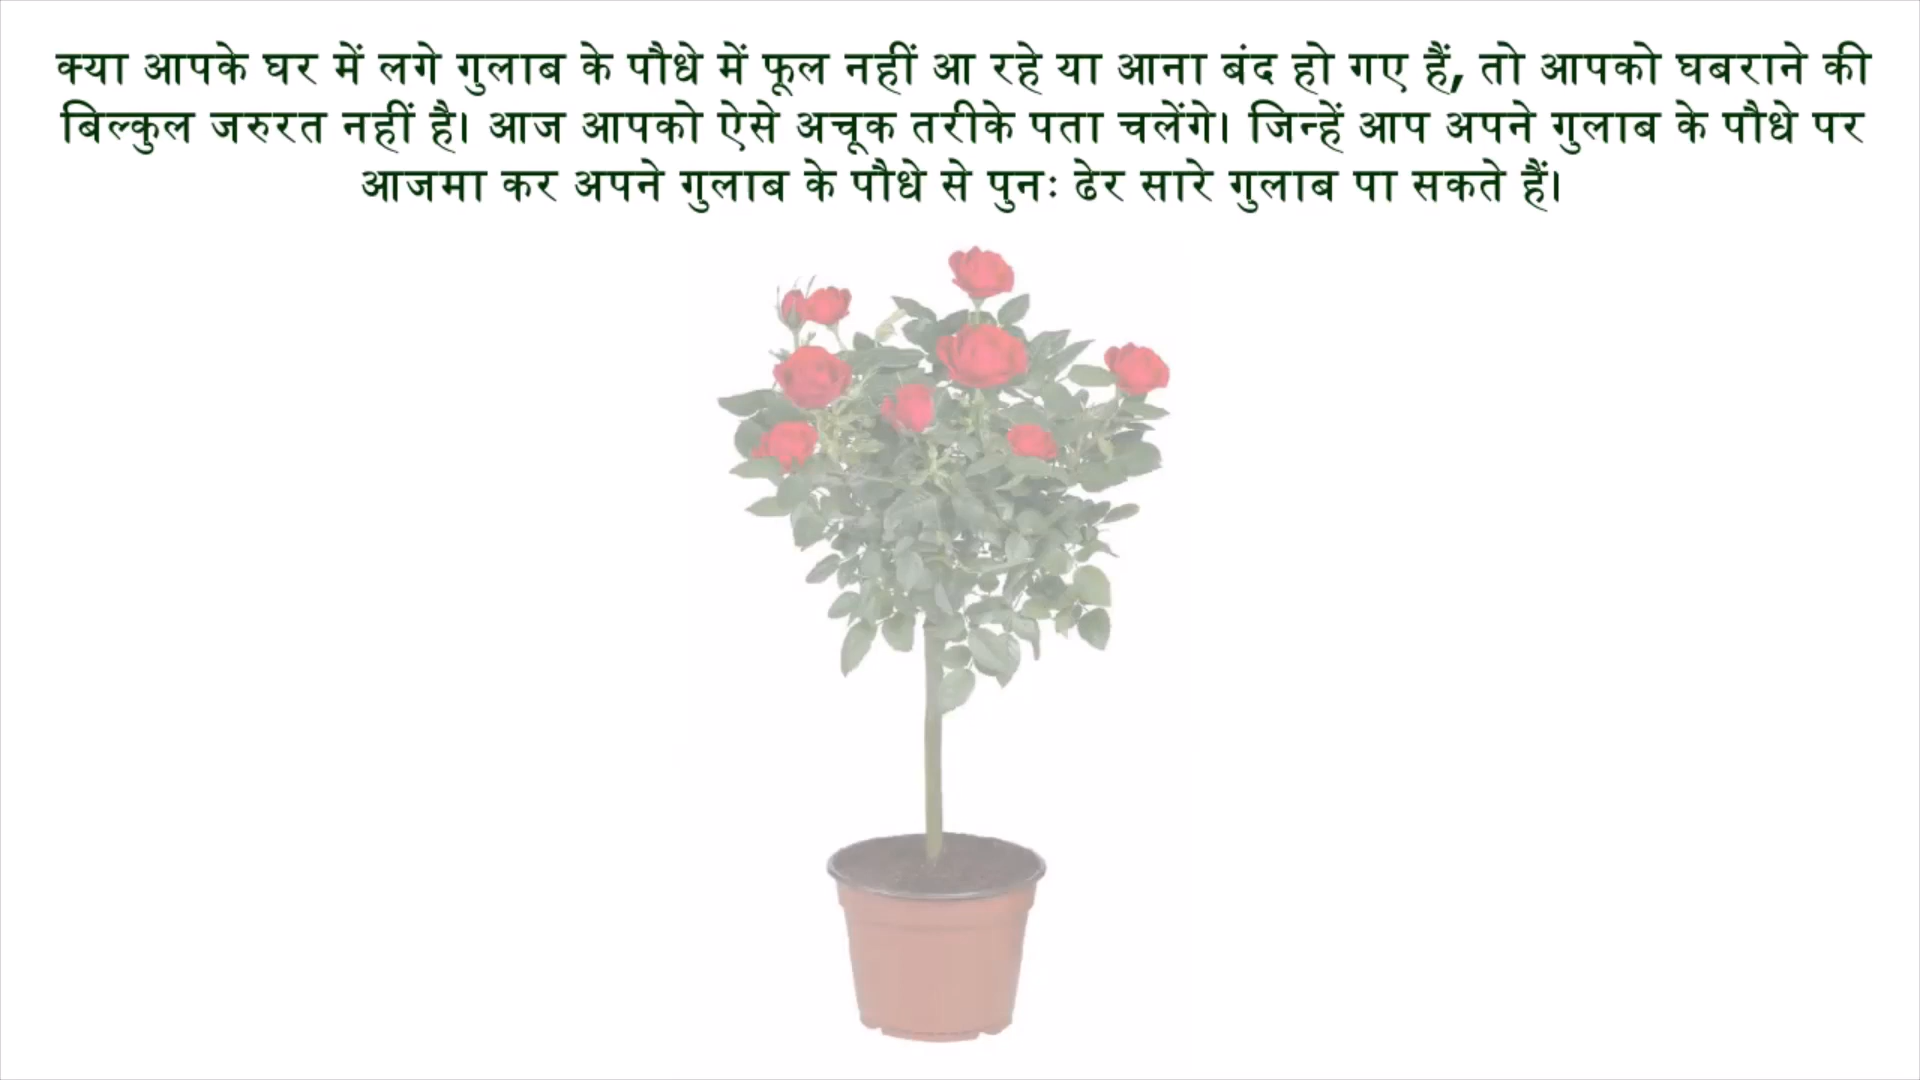 क्या आपके घर में लगे गुलाब के पौधे में फूल नहीं आ रहे या आना बंद हो गए हैं, तो आपको घबराने की
बिल्कुल जरुरत नहीं है। आज आपको ऐसे अचूक तरीके पता चलेंगे। जिन्हें आप अपने गुलाब के पौधे पर
आजमा कर अपने गुलाब के पौधे से पुनः ढेर सारे गुलाब पा सकते हैं।